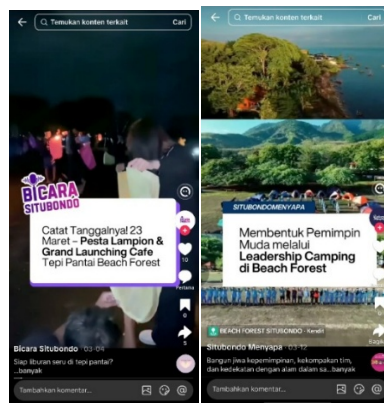 Temukan konten terkait
Cari
BICARA
SITUBONDO
Catat Tanggalnya! 23
Maret – Pesta Lampion &
Grand Launching Cafe
Tepi Pantai Beach Forest
10
Pertama
5
Bicara Situbondo · 03-04
Siap liburan seru di tepi pantai?
...banyak
Tambahkan komentar...
Temukan konten terkait
Cari
SITUBONDOMENYAPA
Membentuk Pemimpin
Muda melalui
Leadership Camping
di Beach Forest
BEACH FOREST SITUBONDO · Kendit
Situbondo Menyapa · 03-12
Bangun jiwa kepemimpinan, kekompakan tim,
dan kedekatan dengan alam dalam sa...banyak
Tambahkan komentar...